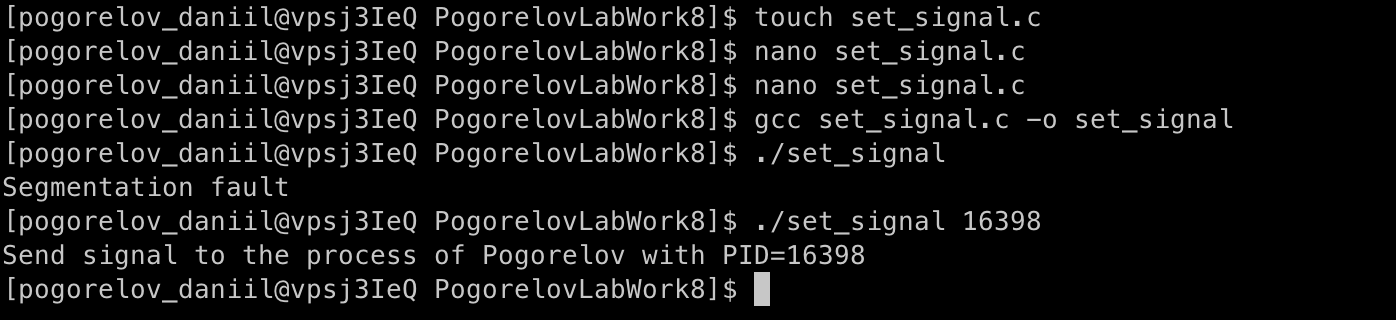 [pogorelov_daniil@vpsj3IeQ PogorelovLabWork8]$ touch set_signal.c
[pogorelov_daniil@vpsj3IeQ PogorelovLabWork8]$ nano set_signal.c
[pogorelov_daniil@vpsj3IeQ PogorelovLabWork8]$ nano set_signal.c
[pogorelov_daniil@vpsj3IeQ PogorelovLabWork8]$ gcc set_signal.c -o set_signal
[pogorelov_daniil@vpsj3IeQ PogorelovLabWork8]$ ./set_signal
Segmentation fault
[pogorelov_daniil@vpsj3IeQ PogorelovLabWork8]$ ./set_signal 16398
Send signal to the process of Pogorelov with PID=16398
[pogorelov_daniil@vpsj3IeQ PogorelovLabWork8]$